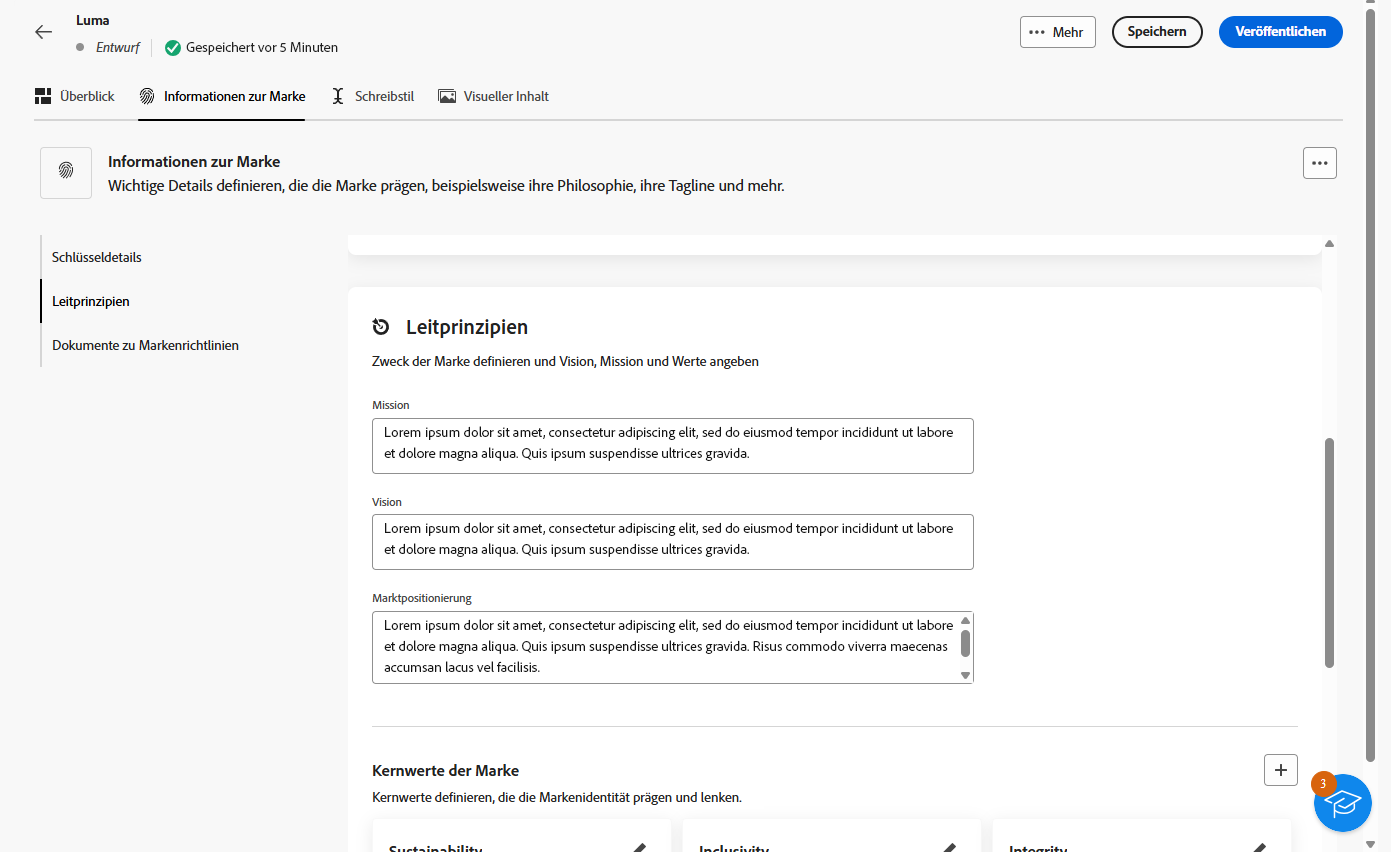 Luma
Entwurf
Gespeichert vor 5 Minuten
Mehr
Speichern
Veröffentlichen
Überblick
Informationen zur Marke
Schreibstil
Visueller Inhalt
Informationen zur Marke
Wichtige Details definieren, die die Marke prägen, beispielsweise ihre Philosophie, ihre Tagline und mehr.
Schlüsseldetails
Leitprinzipien
Dokumente zu Markenrichtlinien
Leitprinzipien
Zweck der Marke definieren und Vision, Mission und Werte angeben
Mission
Lorem ipsum dolor sit amet, consectetur adipiscing elit, sed do eiusmod tempor incididunt ut labore
et dolore magna aliqua. Quis ipsum suspendisse ultrices gravida.
Vision
Lorem ipsum dolor sit amet, consectetur adipiscing elit, sed do eiusmod tempor incididunt ut labore
et dolore magna aliqua. Quis ipsum suspendisse ultrices gravida.
Marktpositionierung
Lorem ipsum dolor sit amet, consectetur adipiscing elit, sed do eiusmod tempor incididunt ut labore
et dolore magna aliqua. Quis ipsum suspendisse ultrices gravida. Risus commodo viverra maecenas
accumsan lacus vel facilisis.
Kernwerte der Marke
Kernwerte definieren, die die Markenidentität prägen und lenken.
3
Sustainability
Inclusivity
Integrity